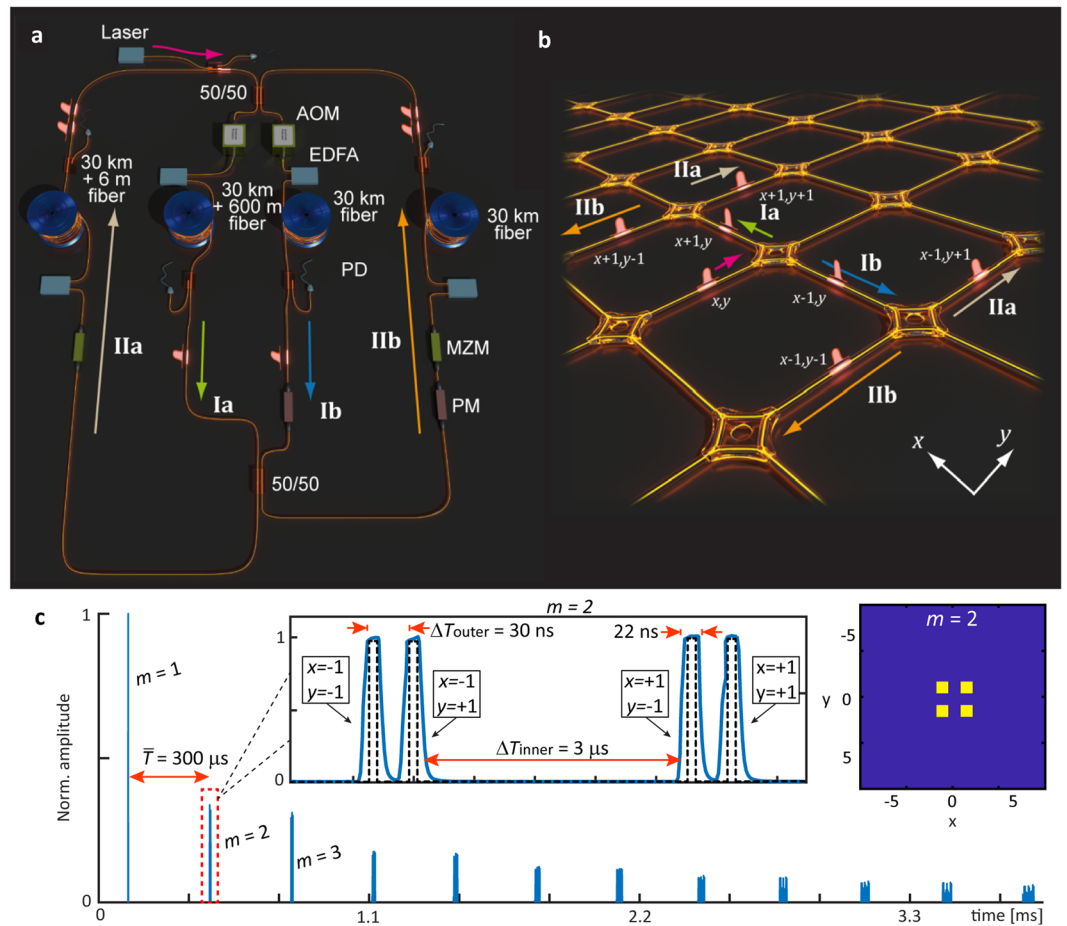 a
Laser
50/50
AOM
EDFA
30 km
+ 6 m
fiber
30 km
+ 600 m
fiber
30 km
fiber
30 km
fiber
PD
IIa
Ia
Ib
IIb
MZM
PM
50/50
b
IIa
x+1,y+1
IIb
Ia
x+1,y
x+1,y-1
Ib
x-1,y+1
x,y
x-1,y
IIa
x-1,y-1
IIb
x
y
c
Norm. amplitude
1
0
m = 1
T̅ = 300 µs
m = 2
m = 3
m = 2
1
0
ΔTouter = 30 ns
22 ns
x=-1
y=-1
x=-1
y=+1
x=+1
y=-1
x=+1
y=+1
ΔTinner = 3 µs
0
1.1
2.2
3.3
time [ms]
m = 2
-5
y
0
5
-5
0
5
x